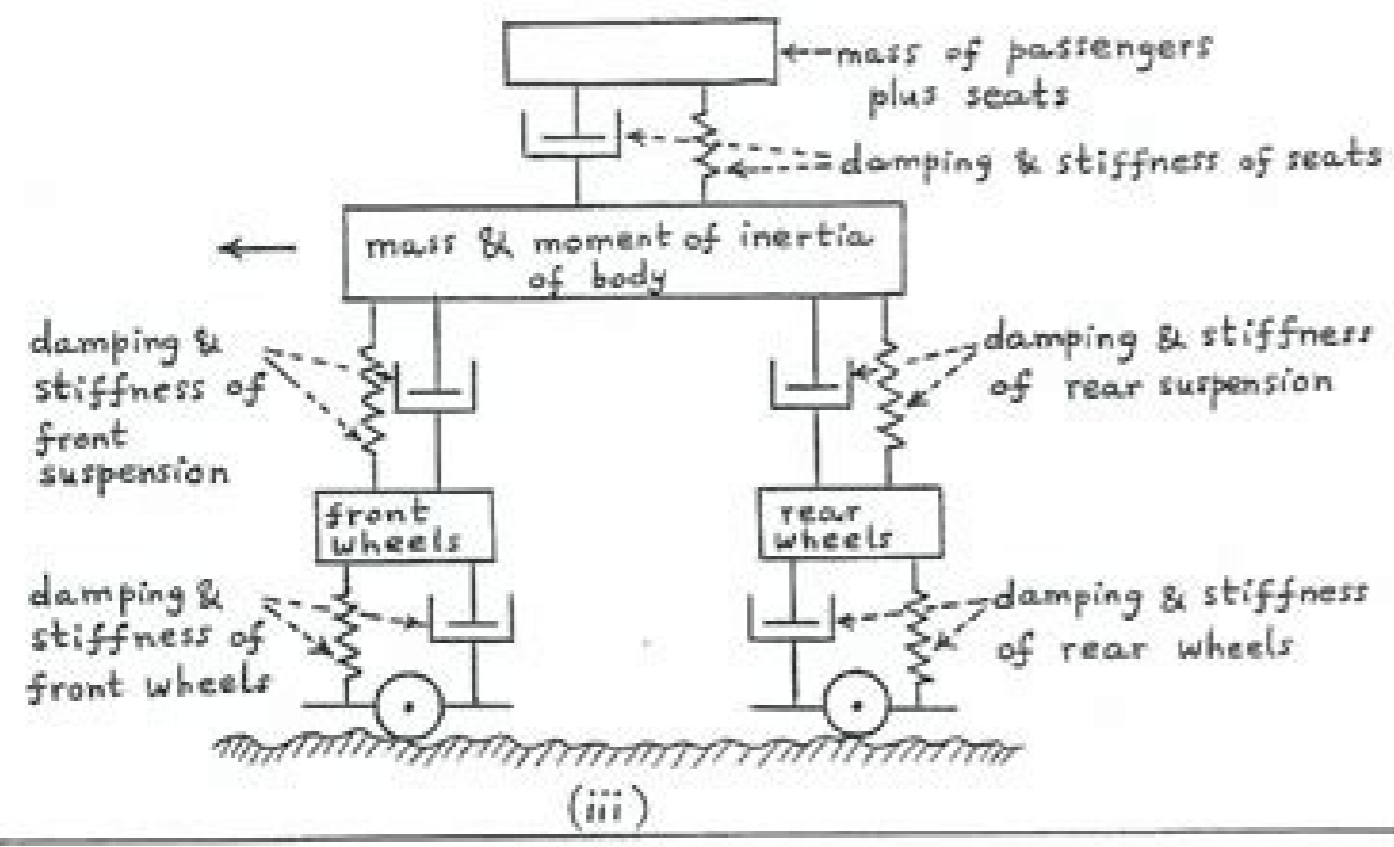 mass of passengers
plus seats
damping & stiffness of seats
mass & moment of inertia
of body
damping &
stiffness of
front
suspension
damping & stiffness
of rear suspension
front
wheels
rear
wheels
damping &
stiffness of
front wheels
damping & stiffness
of rear wheels
(iii)